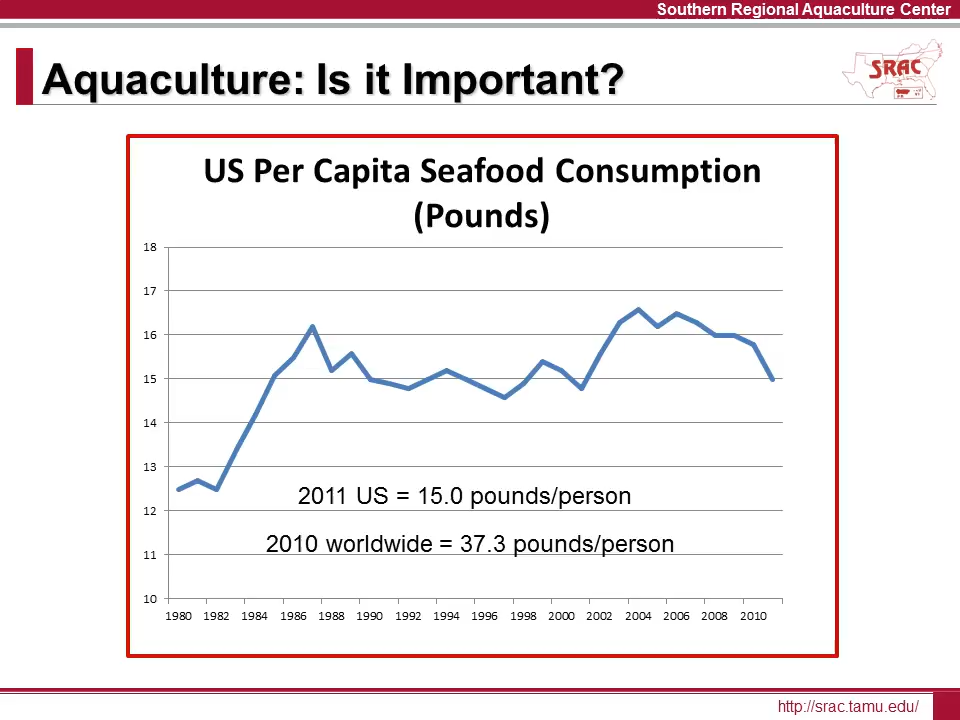 Southern Regional Aquaculture Center
Aquaculture: Is it Important?
SRAC
US Per Capita Seafood Consumption
(Pounds)
18
17
16
15
14
13
12
11
10
2011 US = 15.0 pounds/person
2010 worldwide = 37.3 pounds/person
1980 1982 1984 1986 1988 1990 1992 1994 1996 1998 2000 2002 2004 2006 2008 2010
http://srac.tamu.edu/